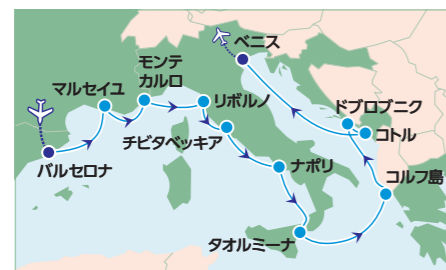 ベニス
モンテ
カルロ
マルセイユ
リボルノ
ドブロブニク
チビタベッキア
コトル
バルセロナ
ナポリ
コルフ島
タオルミーナ